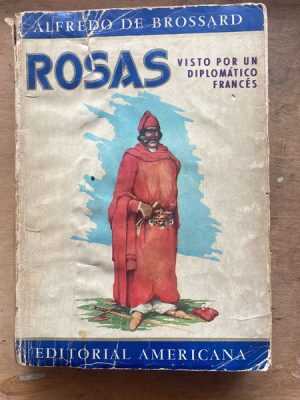 ALFREDO DE BROSSARD
ROSAS
VISTO POR UN
DIPLOMÁTICO
FRANCÉS
EDITORIAL AMERICANA